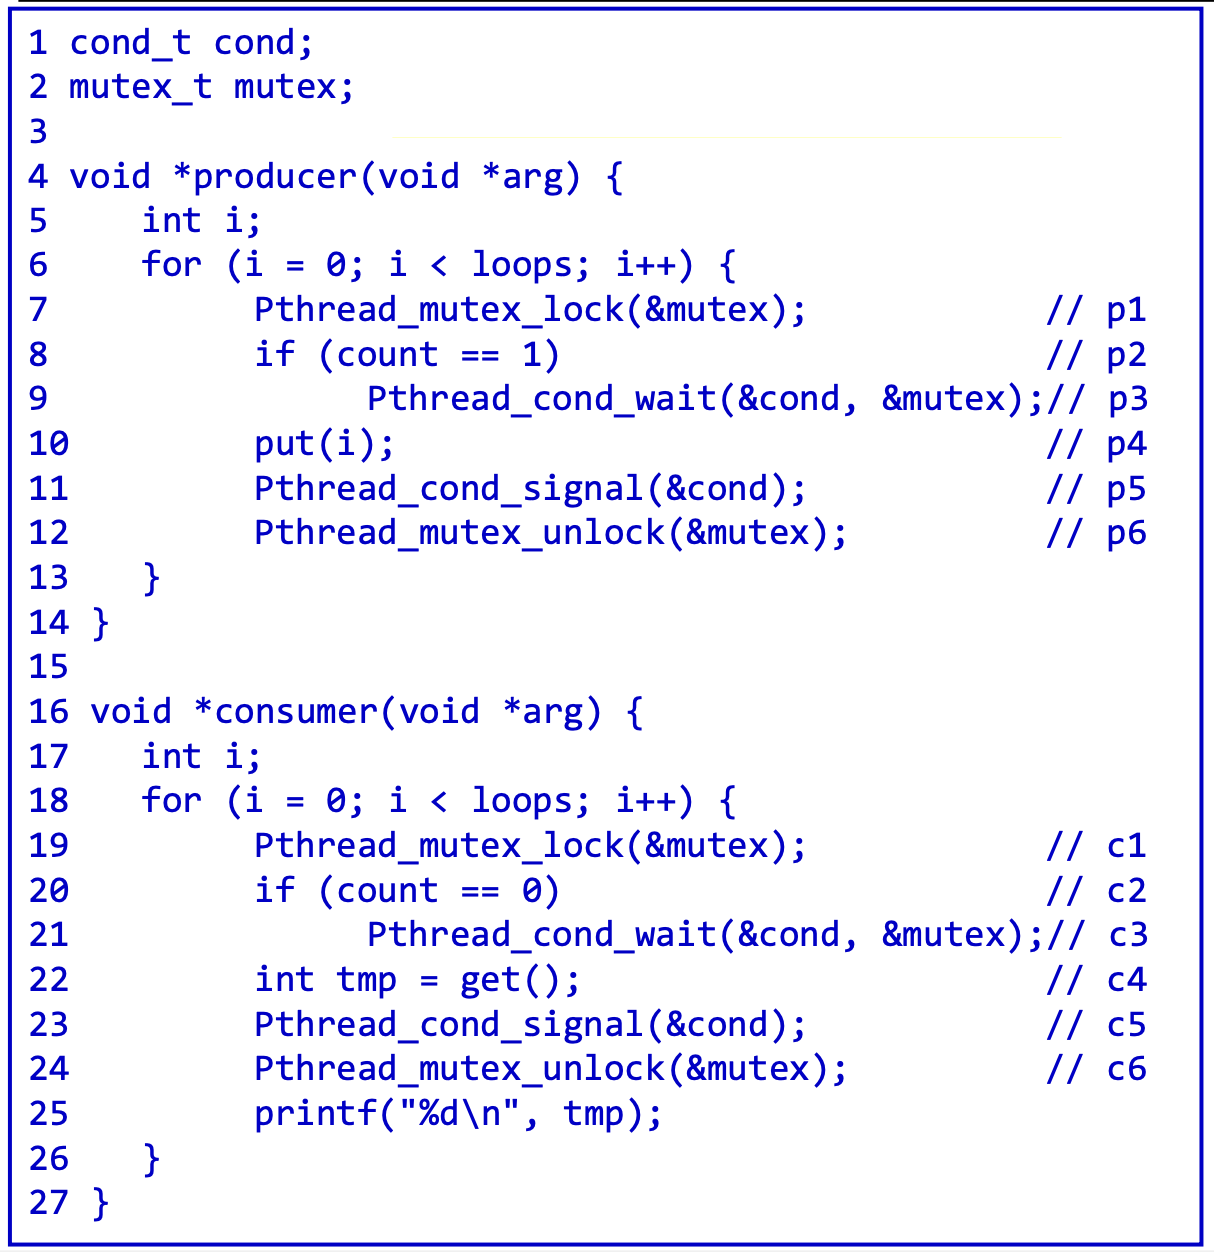 1 cond_t cond;
2 mutex_t mutex;
3
4 void *producer(void *arg) {
5 int i;
6 for (i = 0; i < loops; i++) {
7 Pthread_mutex_lock(&mutex); // p1
8 if (count == 1) // p2
9 Pthread_cond_wait(&cond, &mutex);// p3
10 put(i); // p4
11 Pthread_cond_signal(&cond); // p5
12 Pthread_mutex_unlock(&mutex); // p6
13 }
14 }
15
16 void *consumer(void *arg) {
17 int i;
18 for (i = 0; i < loops; i++) {
19 Pthread_mutex_lock(&mutex); // c1
20 if (count == 0) // c2
21 Pthread_cond_wait(&cond, &mutex);// c3
22 int tmp = get(); // c4
23 Pthread_cond_signal(&cond); // c5
24 Pthread_mutex_unlock(&mutex); // c6
25 printf("%d\n", tmp);
26 }
27 }